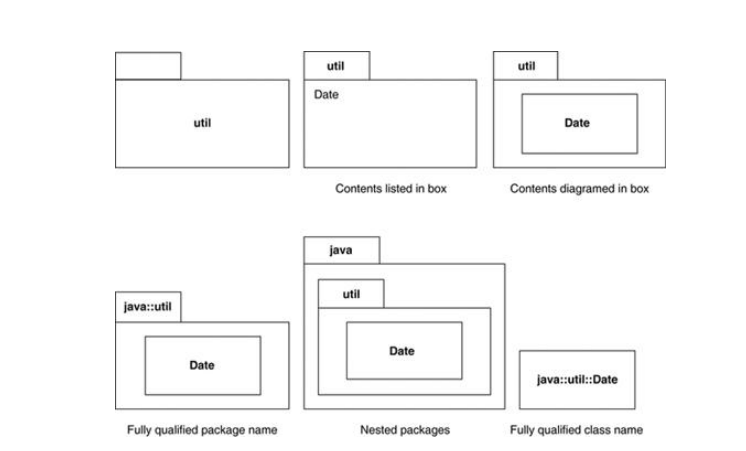 util
util
Date
util
Date
Contents listed in box
Contents diagramed in box
java::util
Date
Fully qualified package name
java
util
Date
Nested packages
java::util::Date
Fully qualified class name